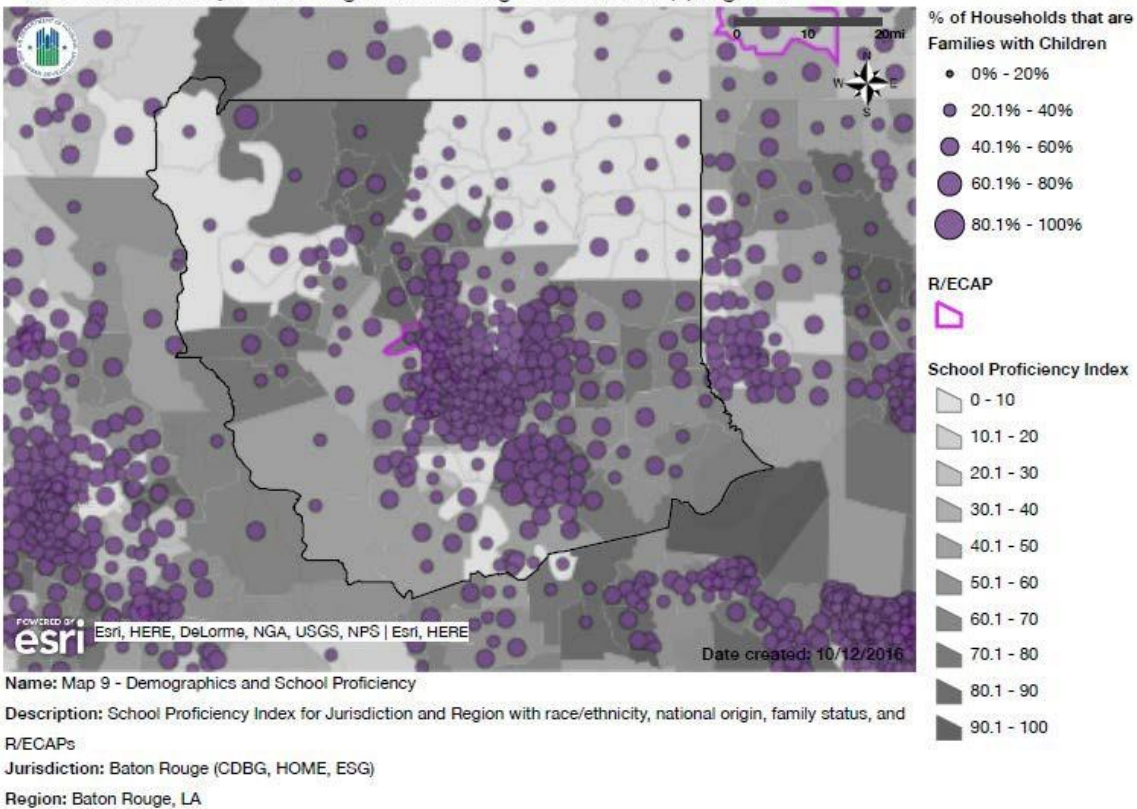 0 10 20mi
N
W E
S
% of Households that are
Families with Children
0% - 20%
20.1% - 40%
40.1% - 60%
60.1% - 80%
80.1% - 100%
R/ECAP
School Proficiency Index
0 - 10
10.1 - 20
20.1 - 30
30.1 - 40
40.1 - 50
50.1 - 60
60.1 - 70
70.1 - 80
80.1 - 90
90.1 - 100
POWERED BY
esri
Esri, HERE, DeLorme, NGA, USGS, NPS | Esri, HERE
Date created: 10/12/2016
Name: Map 9 - Demographics and School Proficiency
Description: School Proficiency Index for Jurisdiction and Region with race/ethnicity, national origin, family status, and
R/ECAPs
Jurisdiction: Baton Rouge (CDBG, HOME, ESG)
Region: Baton Rouge, LA